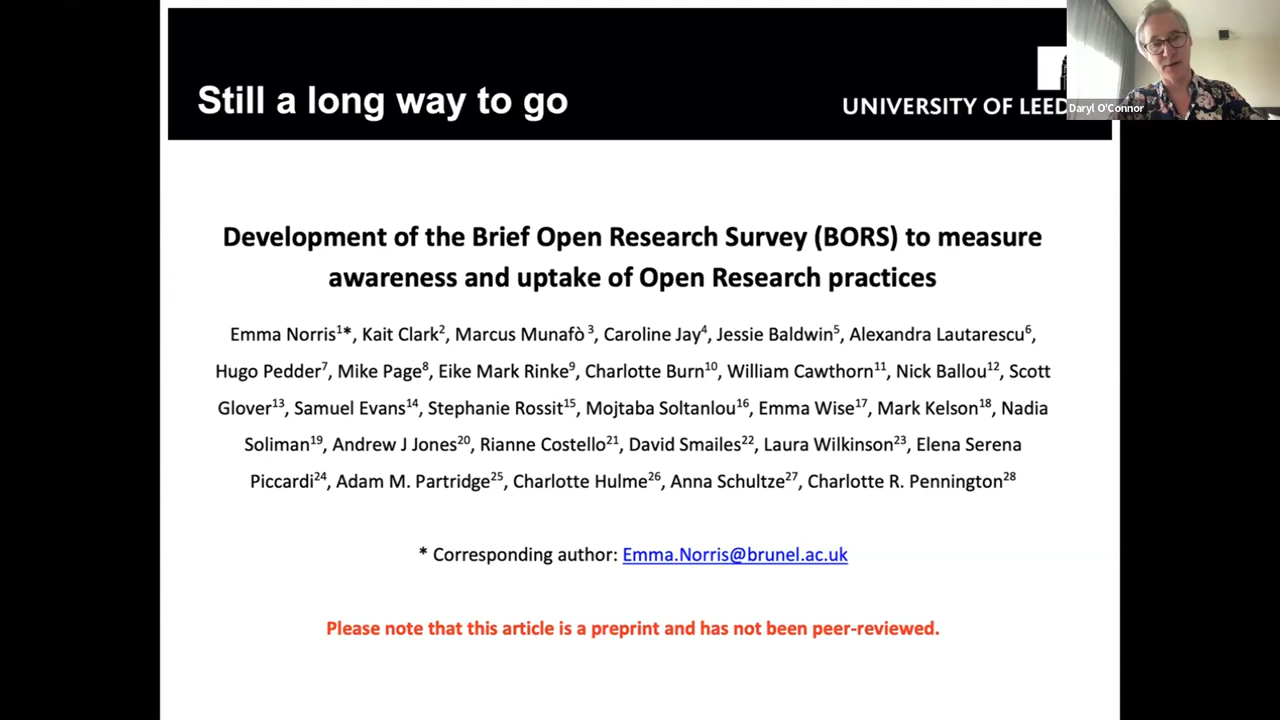 Still a long way to go
UNIVERSITY OF LEED
Daryl O'Connor
Development of the Brief Open Research Survey (BORS) to measure
awareness and uptake of Open Research practices
Emma Norris1*, Kait Clark2, Marcus Munafò 3, Caroline Jay4, Jessie Baldwin5, Alexandra Lautarescu6,
Hugo Pedder7, Mike Page8, Eike Mark Rinke9, Charlotte Burn10, William Cawthorn11, Nick Ballou12, Scott
Glover13, Samuel Evans14, Stephanie Rossit15, Mojtaba Soltanlou16, Emma Wise17, Mark Kelson18, Nadia
Soliman19, Andrew J Jones20, Rianne Costello21, David Smailes22, Laura Wilkinson23, Elena Serena
Piccardi24, Adam M. Partridge25, Charlotte Hulme26, Anna Schultze27, Charlotte R. Pennington28
* Corresponding author: Emma.Norris@brunel.ac.uk
Please note that this article is a preprint and has not been peer-reviewed.